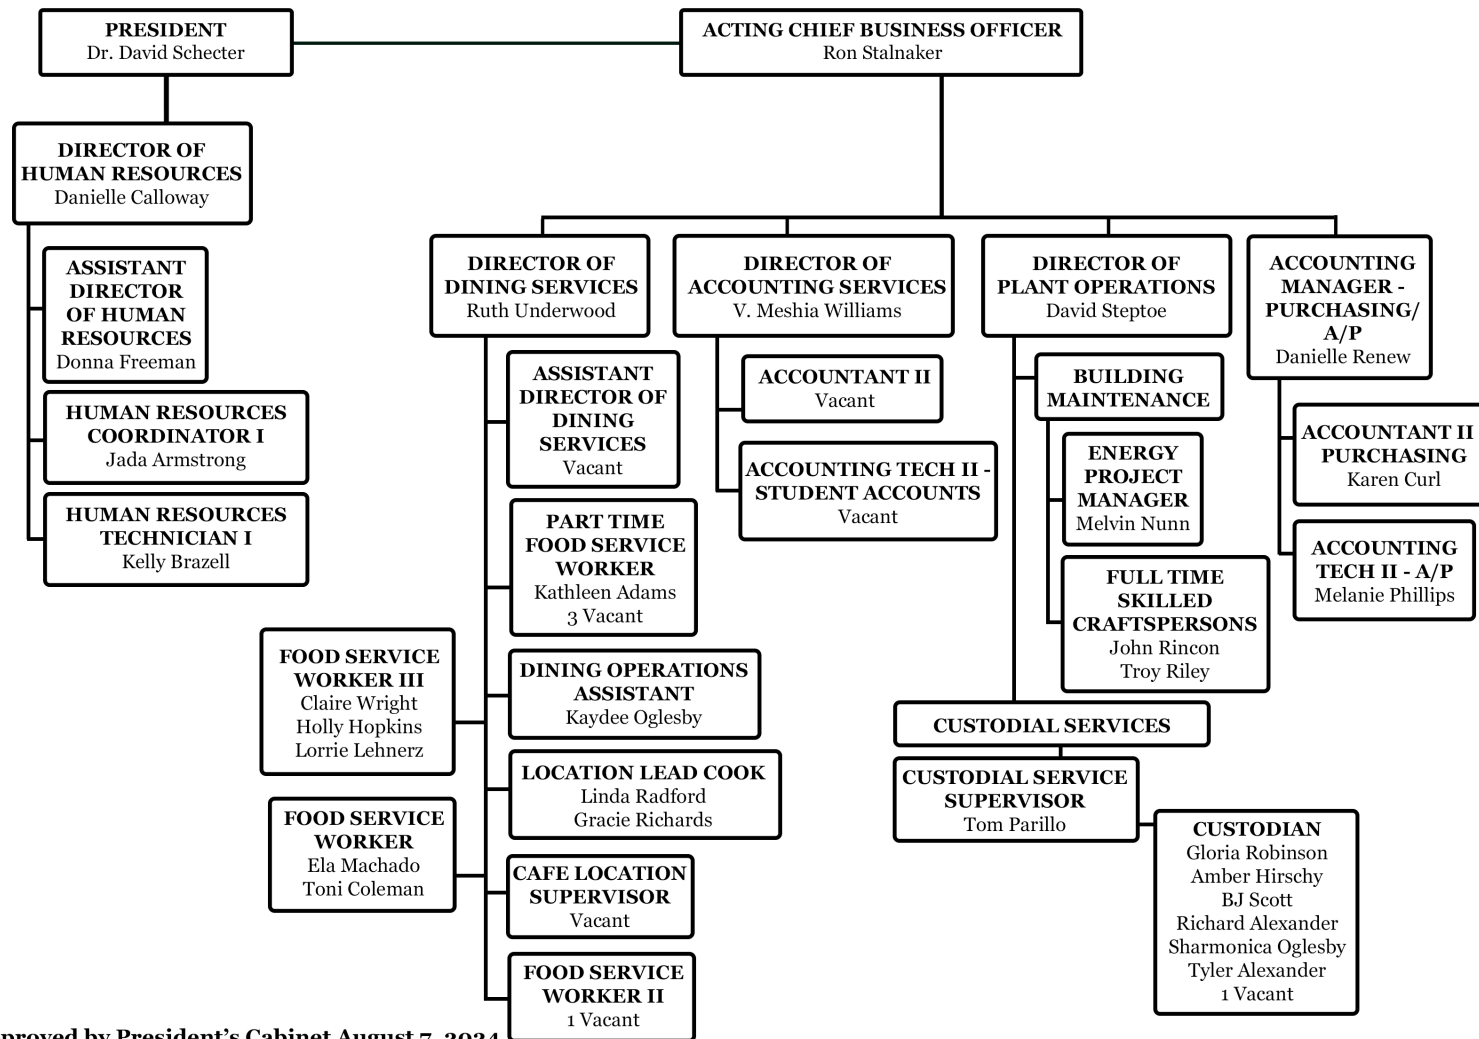 PRESIDENT
Dr. David Schecter
ACTING CHIEF BUSINESS OFFICER
Ron Stalnaker
DIRECTOR OF
HUMAN RESOURCES
Danielle Calloway
ASSISTANT
DIRECTOR
OF HUMAN
RESOURCES
Donna Freeman
HUMAN RESOURCES
COORDINATOR I
Jada Armstrong
HUMAN RESOURCES
TECHNICIAN I
Kelly Brazell
DIRECTOR OF
DINING SERVICES
Ruth Underwood
ASSISTANT
DIRECTOR OF
DINING
SERVICES
Vacant
PART TIME
FOOD SERVICE
WORKER
Kathleen Adams
3 Vacant
FOOD SERVICE
WORKER III
Claire Wright
Holly Hopkins
Lorrie Lehnerz
DINING OPERATIONS
ASSISTANT
Kaydee Oglesby
LOCATION LEAD COOK
Linda Radford
Gracie Richards
FOOD SERVICE
WORKER
Ela Machado
Toni Coleman
CAFE LOCATION
SUPERVISOR
Vacant
FOOD SERVICE
WORKER II
1 Vacant
DIRECTOR OF
ACCOUNTING SERVICES
V. Meshia Williams
ACCOUNTANT II
Vacant
ACCOUNTING TECH II -
STUDENT ACCOUNTS
Vacant
DIRECTOR OF
PLANT OPERATIONS
David Steptoe
BUILDING
MAINTENANCE
ENERGY
PROJECT
MANAGER
Melvin Nunn
FULL TIME
SKILLED
CRAFTSPERSONS
John Rincon
Troy Riley
CUSTODIAL SERVICES
CUSTODIAL SERVICE
SUPERVISOR
Tom Parillo
CUSTODIAN
Gloria Robinson
Amber Hirschy
BJ Scott
Richard Alexander
Sharmonica Oglesby
Tyler Alexander
1 Vacant
ACCOUNTING
MANAGER -
PURCHASING/
A/P
Danielle Renew
ACCOUNTANT II
PURCHASING
Karen Curl
ACCOUNTING
TECH II - A/P
Melanie Phillips
proved by President's Cabinet August 7, 2024